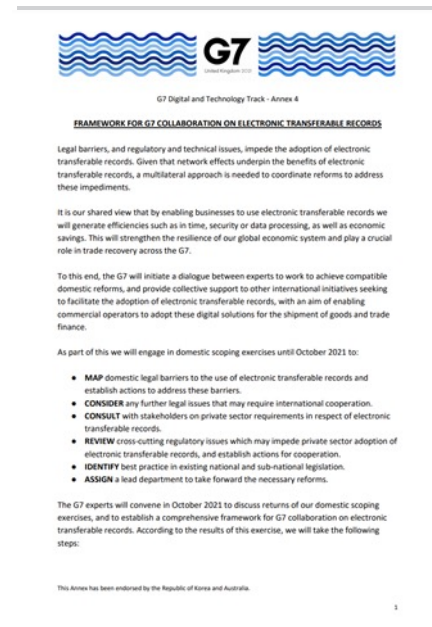 G7
United Kingdom 2021
G7 Digital and Technology Track - Annex 4
FRAMEWORK FOR G7 COLLABORATION ON ELECTRONIC TRANSFERABLE RECORDS
Legal barriers, and regulatory and technical issues, impede the adoption of electronic
transferable records. Given that network effects underpin the benefits of electronic
transferable records, a multilateral approach is needed to coordinate reforms to address
these impediments.
It is our shared view that by enabling businesses to use electronic transferable records we
will generate efficiencies such as in time, security or data processing, as well as economic
savings. This will strengthen the resilience of our global economic system and play a crucial
role in trade recovery across the G7.
To this end, the G7 will initiate a dialogue between experts to work to achieve compatible
domestic reforms, and provide collective support to other international initiatives seeking
to facilitate the adoption of electronic transferable records, with an aim of enabling
commercial operators to adopt these digital solutions for the shipment of goods and trade
finance.
As part of this we will engage in domestic scoping exercises until October 2021 to:
● MAP domestic legal barriers to the use of electronic transferable records and
establish actions to address these barriers.
● CONSIDER any further legal issues that may require international cooperation.
● CONSULT with stakeholders on private sector requirements in respect of electronic
transferable records.
● REVIEW cross-cutting regulatory issues which may impede private sector adoption of
electronic transferable records, and establish actions for cooperation.
● IDENTIFY best practice in existing national and sub-national legislation.
● ASSIGN a lead department to take forward the necessary reforms.
The G7 experts will convene in October 2021 to discuss returns of our domestic scoping
exercises, and to establish a comprehensive framework for G7 collaboration on electronic
transferable records. According to the results of this exercise, we will take the following
steps:
This Annex has been endorsed by the Republic of Korea and Australia.
1